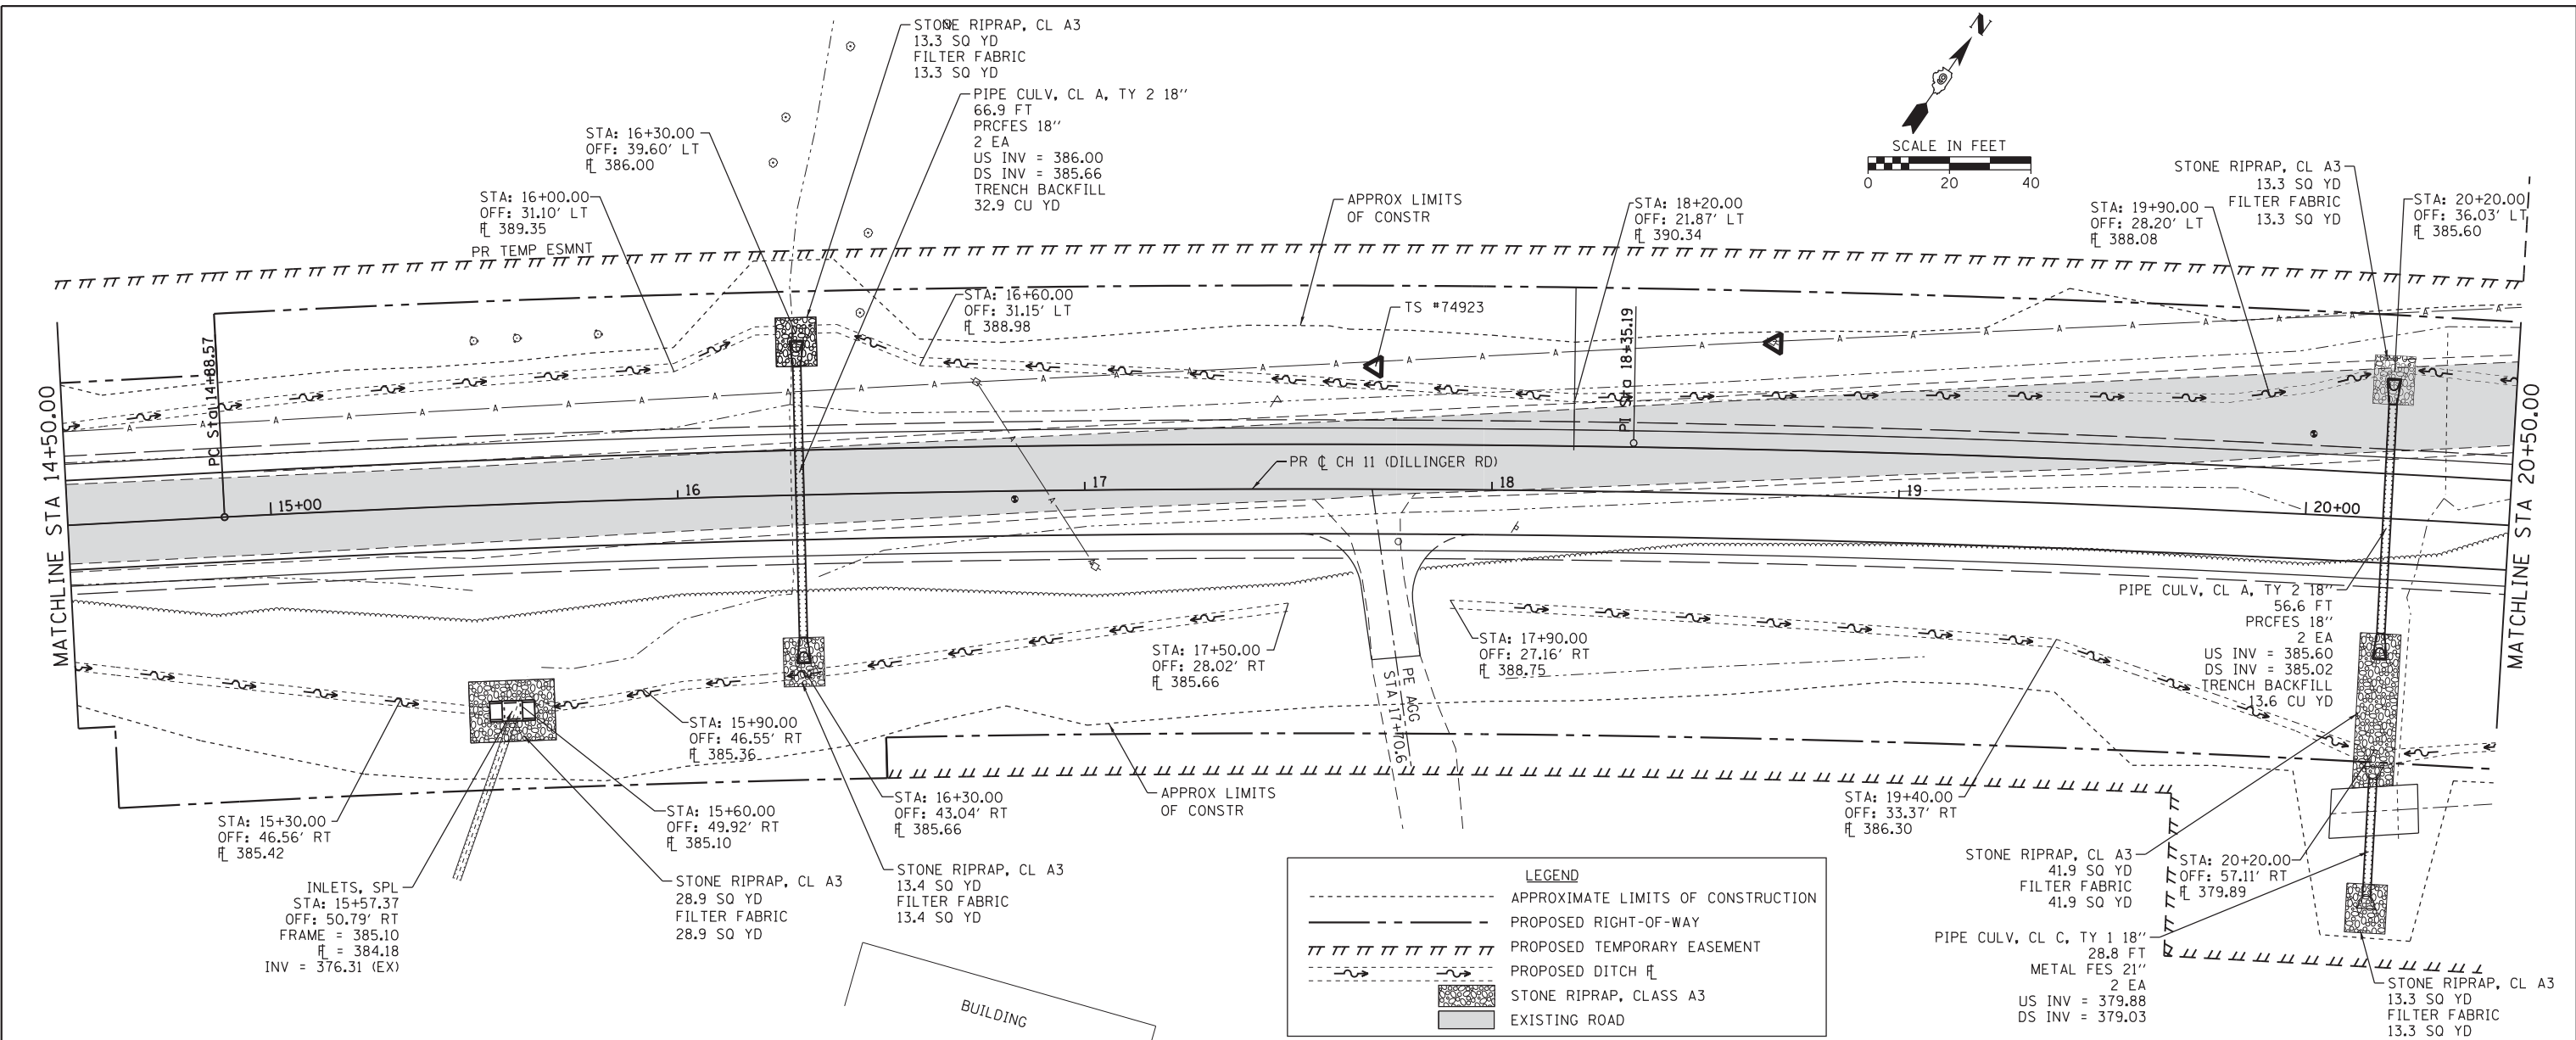 STONE RIPRAP, CL A3
13.3 SQ YD
FILTER FABRIC
13.3 SQ YD
PIPE CULV, CL A, TY 2 18"
66.9 FT
PRCFES 18"
2 EA
US INV = 386.00
DS INV = 385.66
TRENCH BACKFILL
32.9 CU YD
STA: 16+30.00
OFF: 39.60' LT
FL 386.00
STA: 16+00.00
OFF: 31.10' LT
FL 389.35
PR TEMP ESMNT
STA: 16+60.00
OFF: 31.15' LT
FL 388.98
APPROX LIMITS
OF CONSTR
TS #74923
STA: 18+20.00
OFF: 21.87' LT
FL 390.34
N
SCALE IN FEET
0 20 40
STA: 19+90.00
OFF: 28.20' LT
FL 388.08
STONE RIPRAP, CL A3
13.3 SQ YD
FILTER FABRIC
13.3 SQ YD
STA: 20+20.00
OFF: 36.03' LT
FL 385.60
MATCHLINE STA 14+50.00
PC Sta 14+88.57
PI Sta 18+35.19
MATCHLINE STA 20+50.00
PR CL CH 11 (DILLINGER RD)
15+00
16
17
18
19
20+00
STA: 17+50.00
OFF: 28.02' RT
FL 385.66
STA: 17+90.00
OFF: 27.16' RT
FL 388.75
PE AGG
STA 17+70.6
PIPE CULV, CL A, TY 2 18"
56.6 FT
PRCFES 18"
2 EA
US INV = 385.60
DS INV = 385.02
TRENCH BACKFILL
13.6 CU YD
STA: 15+90.00
OFF: 46.55' RT
FL 385.36
STA: 15+30.00
OFF: 46.56' RT
FL 385.42
STA: 15+60.00
OFF: 49.92' RT
FL 385.10
STA: 16+30.00
OFF: 43.04' RT
FL 385.66
APPROX LIMITS
OF CONSTR
STA: 19+40.00
OFF: 33.37' RT
FL 386.30
INLETS, SPL
STA: 15+57.37
OFF: 50.79' RT
FRAME = 385.10
FL = 384.18
INV = 376.31 (EX)
STONE RIPRAP, CL A3
28.9 SQ YD
FILTER FABRIC
28.9 SQ YD
STONE RIPRAP, CL A3
13.4 SQ YD
FILTER FABRIC
13.4 SQ YD
STONE RIPRAP, CL A3
41.9 SQ YD
FILTER FABRIC
41.9 SQ YD
STA: 20+20.00
OFF: 57.11' RT
FL 379.89
PIPE CULV, CL C, TY 1 18"
28.8 FT
METAL FES 21"
2 EA
US INV = 379.88
DS INV = 379.03
STONE RIPRAP, CL A3
13.3 SQ YD
FILTER FABRIC
13.3 SQ YD
BUILDING
LEGEND
APPROXIMATE LIMITS OF CONSTRUCTION
PROPOSED RIGHT-OF-WAY
PROPOSED TEMPORARY EASEMENT
PROPOSED DITCH FL
STONE RIPRAP, CLASS A3
EXISTING ROAD